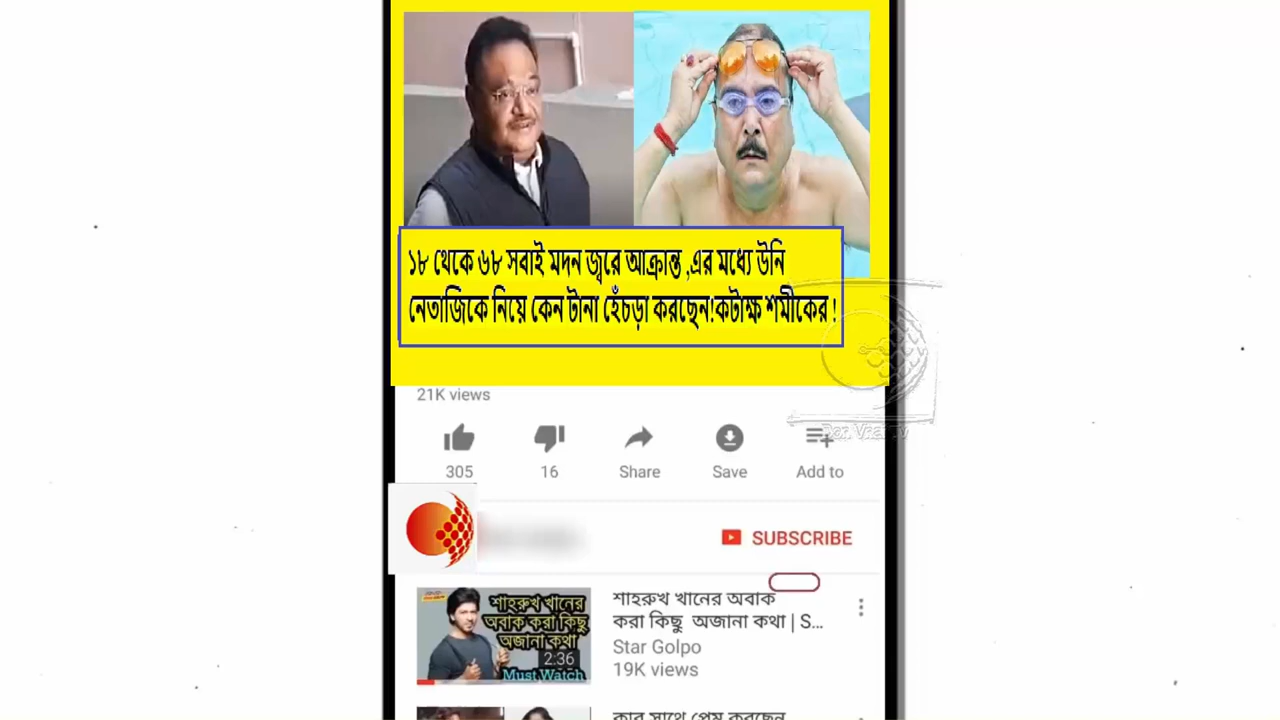 ১৮ থেকে ৬৮ সবাই মদন জ্বরে আক্রান্ত ,এর মধ্যে উনি
নেতাজিকে নিয়ে কেন টানা হেঁচড়া করছেন!কটাক্ষ শমীকের !
21K views
305
16
Share
Save
Add to
SUBSCRIBE
শাহরুখ খানের
অবাক করা কিছু
অজানা কথা
2:36
Must Watch
শাহরুখ খানের অবাক
করা কিছু অজানা কথা | S...
Star Golpo
19K views
কার সাথে প্রেম করছেন